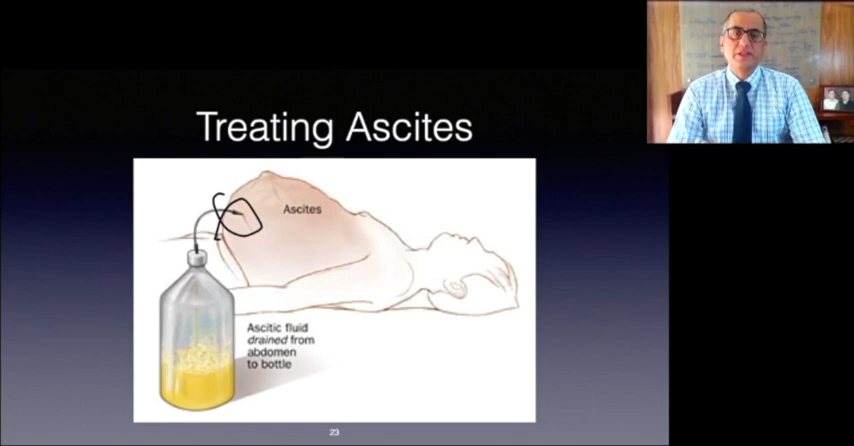 Treating Ascites
Ascites
Ascitic fluid
drained from
abdomen
to bottle
23